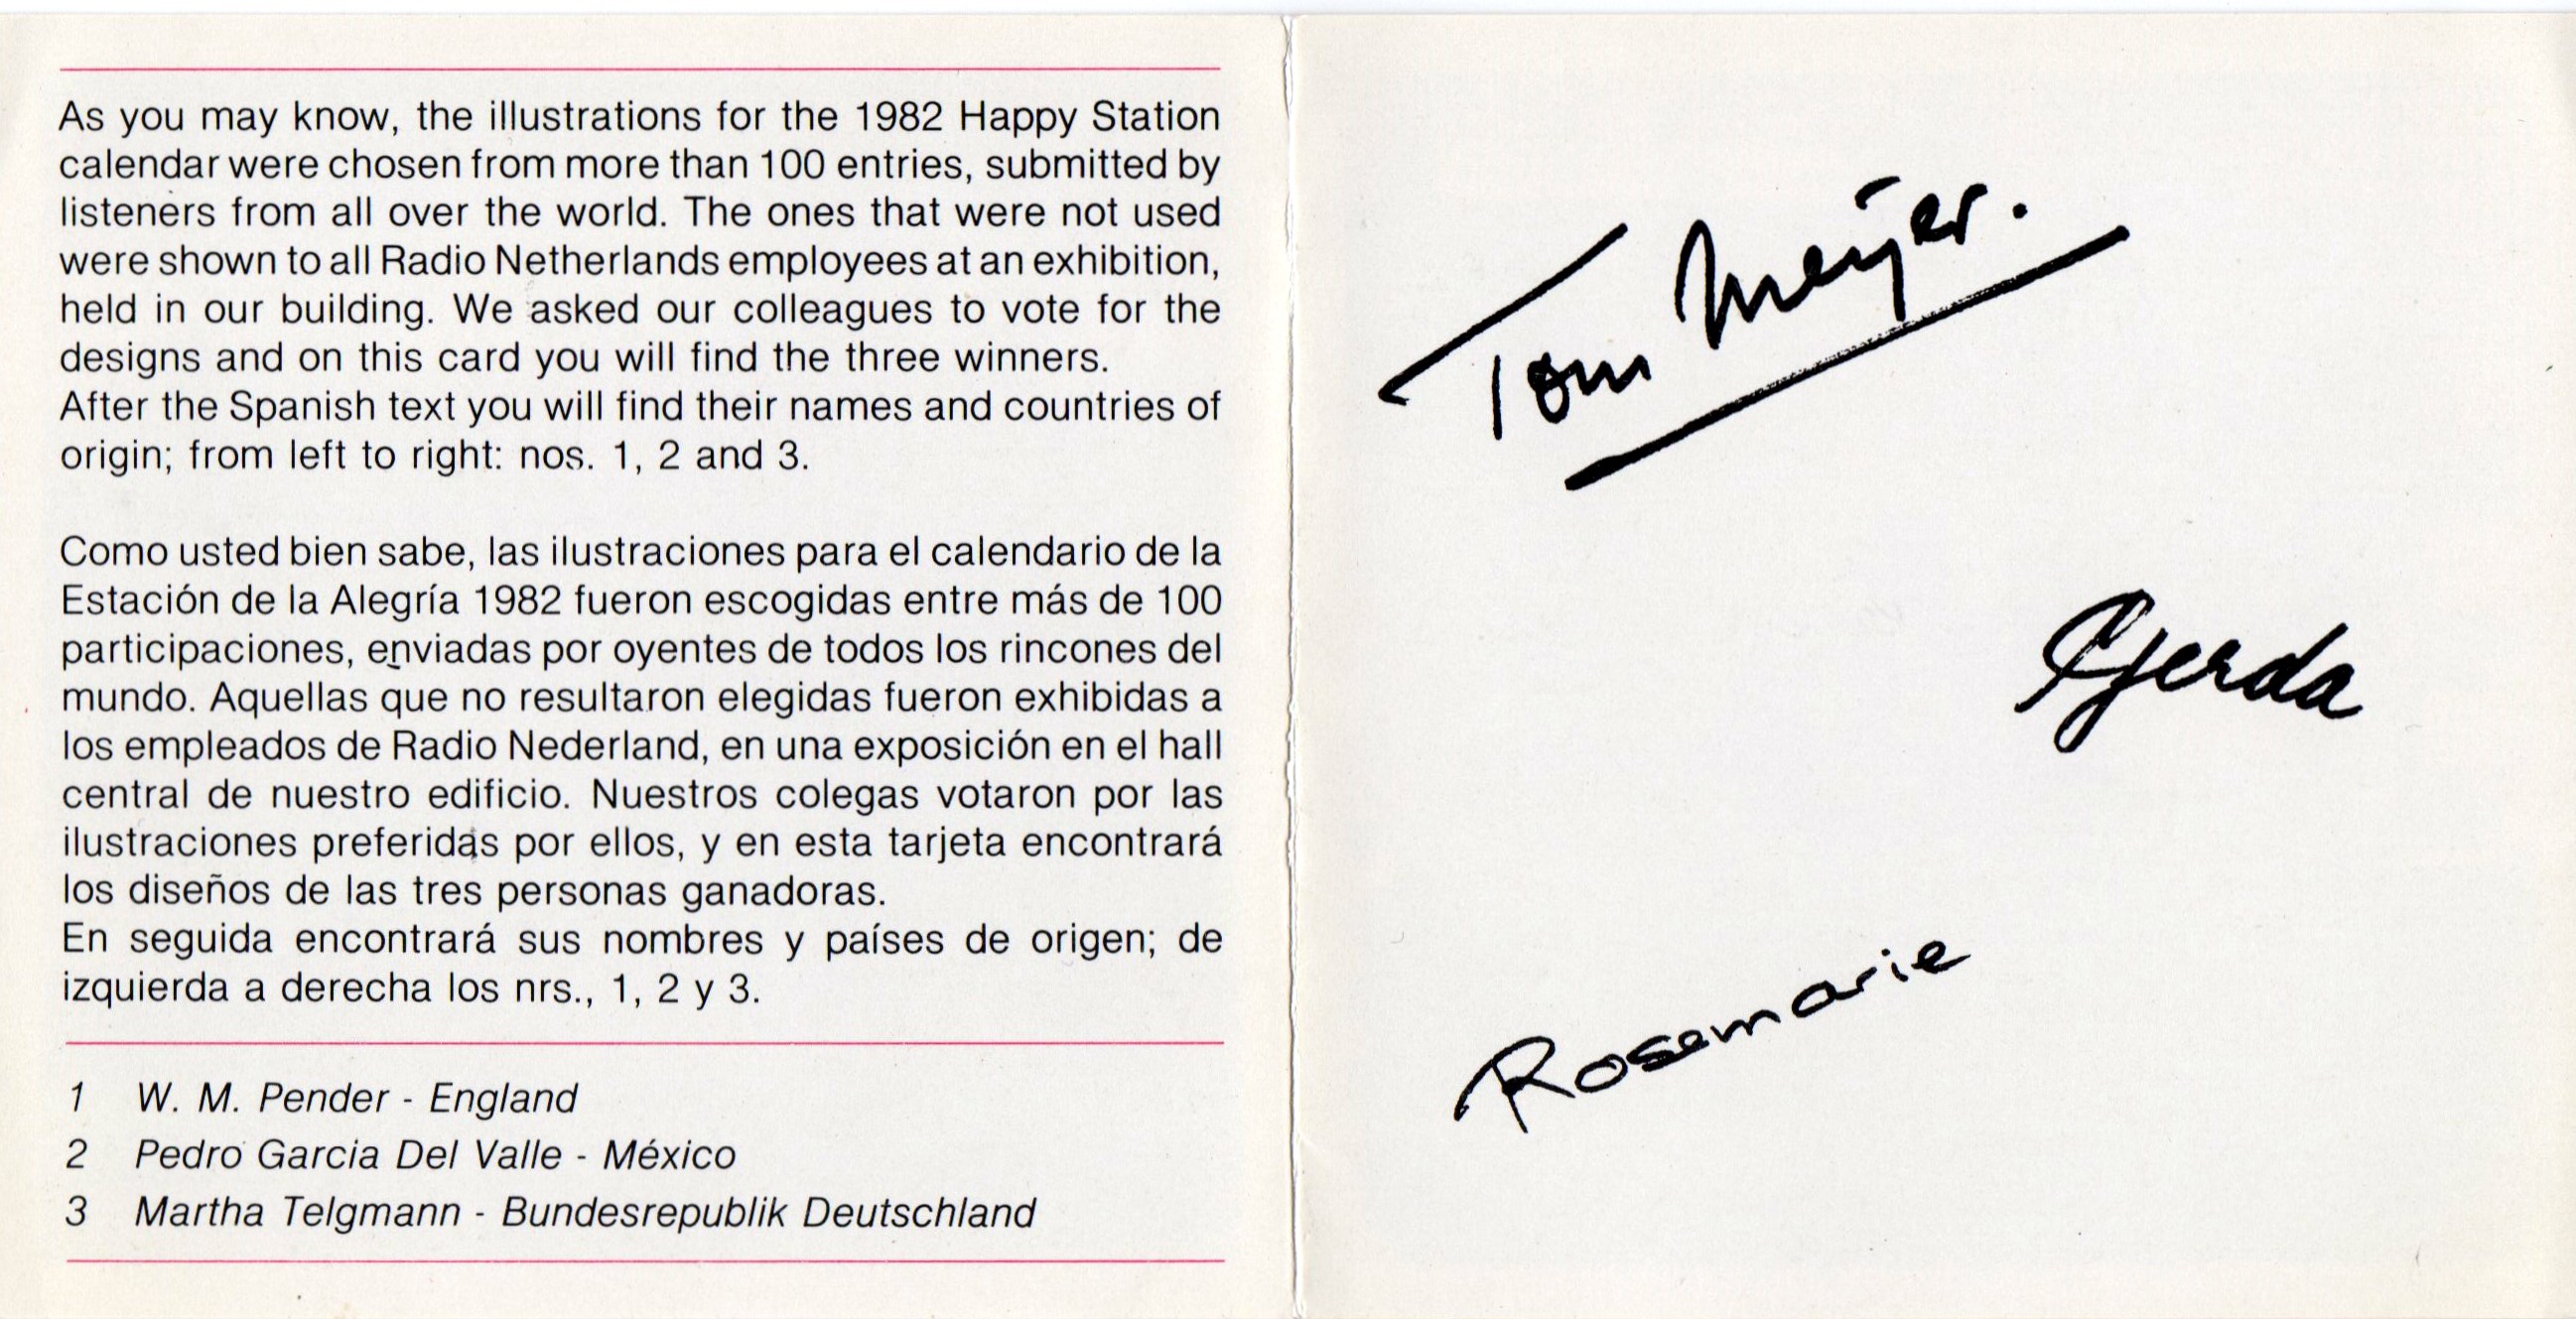 As you may know, the illustrations for the 1982 Happy Station
calendar were chosen from more than 100 entries, submitted by
listeners from all over the world. The ones that were not used
were shown to all Radio Netherlands employees at an exhibition,
held in our building. We asked our colleagues to vote for the
designs and on this card you will find the three winners.
After the Spanish text you will find their names and countries of
origin; from left to right: nos. 1, 2 and 3.
Como usted bien sabe, las ilustraciones para el calendario de la
Estación de la Alegría 1982 fueron escogidas entre más de 100
participaciones, enviadas por oyentes de todos los rincones del
mundo. Aquellas que no resultaron elegidas fueron exhibidas a
los empleados de Radio Nederland, en una exposición en el hall
central de nuestro edificio. Nuestros colegas votaron por las
ilustraciones preferidas por ellos, y en esta tarjeta encontrará
los diseños de las tres personas ganadoras.
En seguida encontrará sus nombres y países de origen; de
izquierda a derecha los nrs., 1, 2 y 3.
1 W. M. Pender - England
2 Pedro Garcia Del Valle - México
3 Martha Telgmann - Bundesrepublik Deutschland
Tom Meijer.
Gerda
Rosemarie